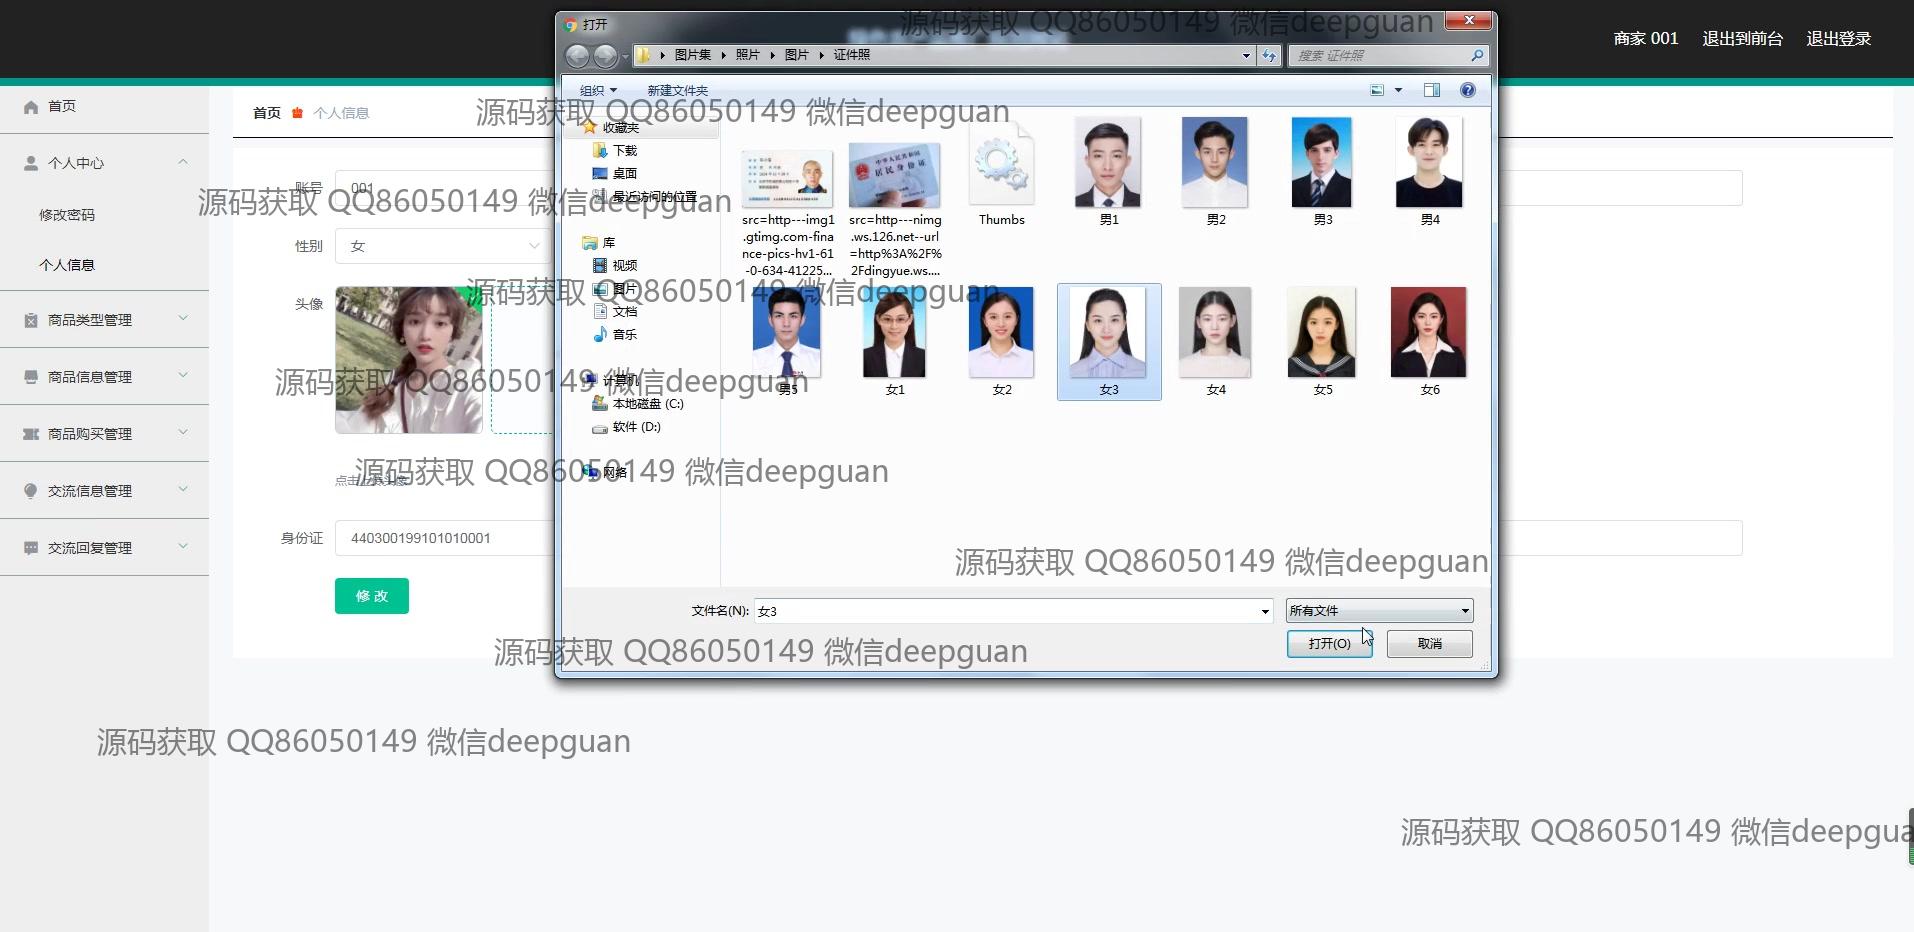 打开
源码获取 QQ86050149 微信deepguan
商家 001 退出到前台 退出登录
图片集 照片 图片 证件照
搜索 证件照
组织 新建文件夹
首页
个人中心
修改密码
个人信息
商品类型管理
商品信息管理
商品购买管理
交流信息管理
交流回复管理
首页 个人信息
源码获取 QQ86050149 微信deepguan
账号 001
源码获取 QQ86050149 微信deepguan
性别 女
头像
源码获取 QQ86050149 微信deepguan
源码获取 QQ86050149 微信deepguan
源码获取 QQ86050149 微信deepguan
身份证 440300199101010001
修改
收藏夹
下载
桌面
最近访问的位置
库
视频
图片
文档
音乐
计算机
本地磁盘 (C:)
软件 (D:)
网络
src=http---img1
.gtimg.com-fina
nce-pics-hv1-61
-0-634-41225...
src=http---nimg
.ws.126.net--url
=http%3A%2F%
2Fdingyue.ws....
Thumbs
男1
男2
男3
男4
男5
女1
女2
女3
女4
女5
女6
源码获取 QQ86050149 微信deepguan
文件名(N): 女3
所有文件
打开(O) 取消
源码获取 QQ86050149 微信deepguan
源码获取 QQ86050149 微信deepguan
源码获取 QQ86050149 微信deepgua